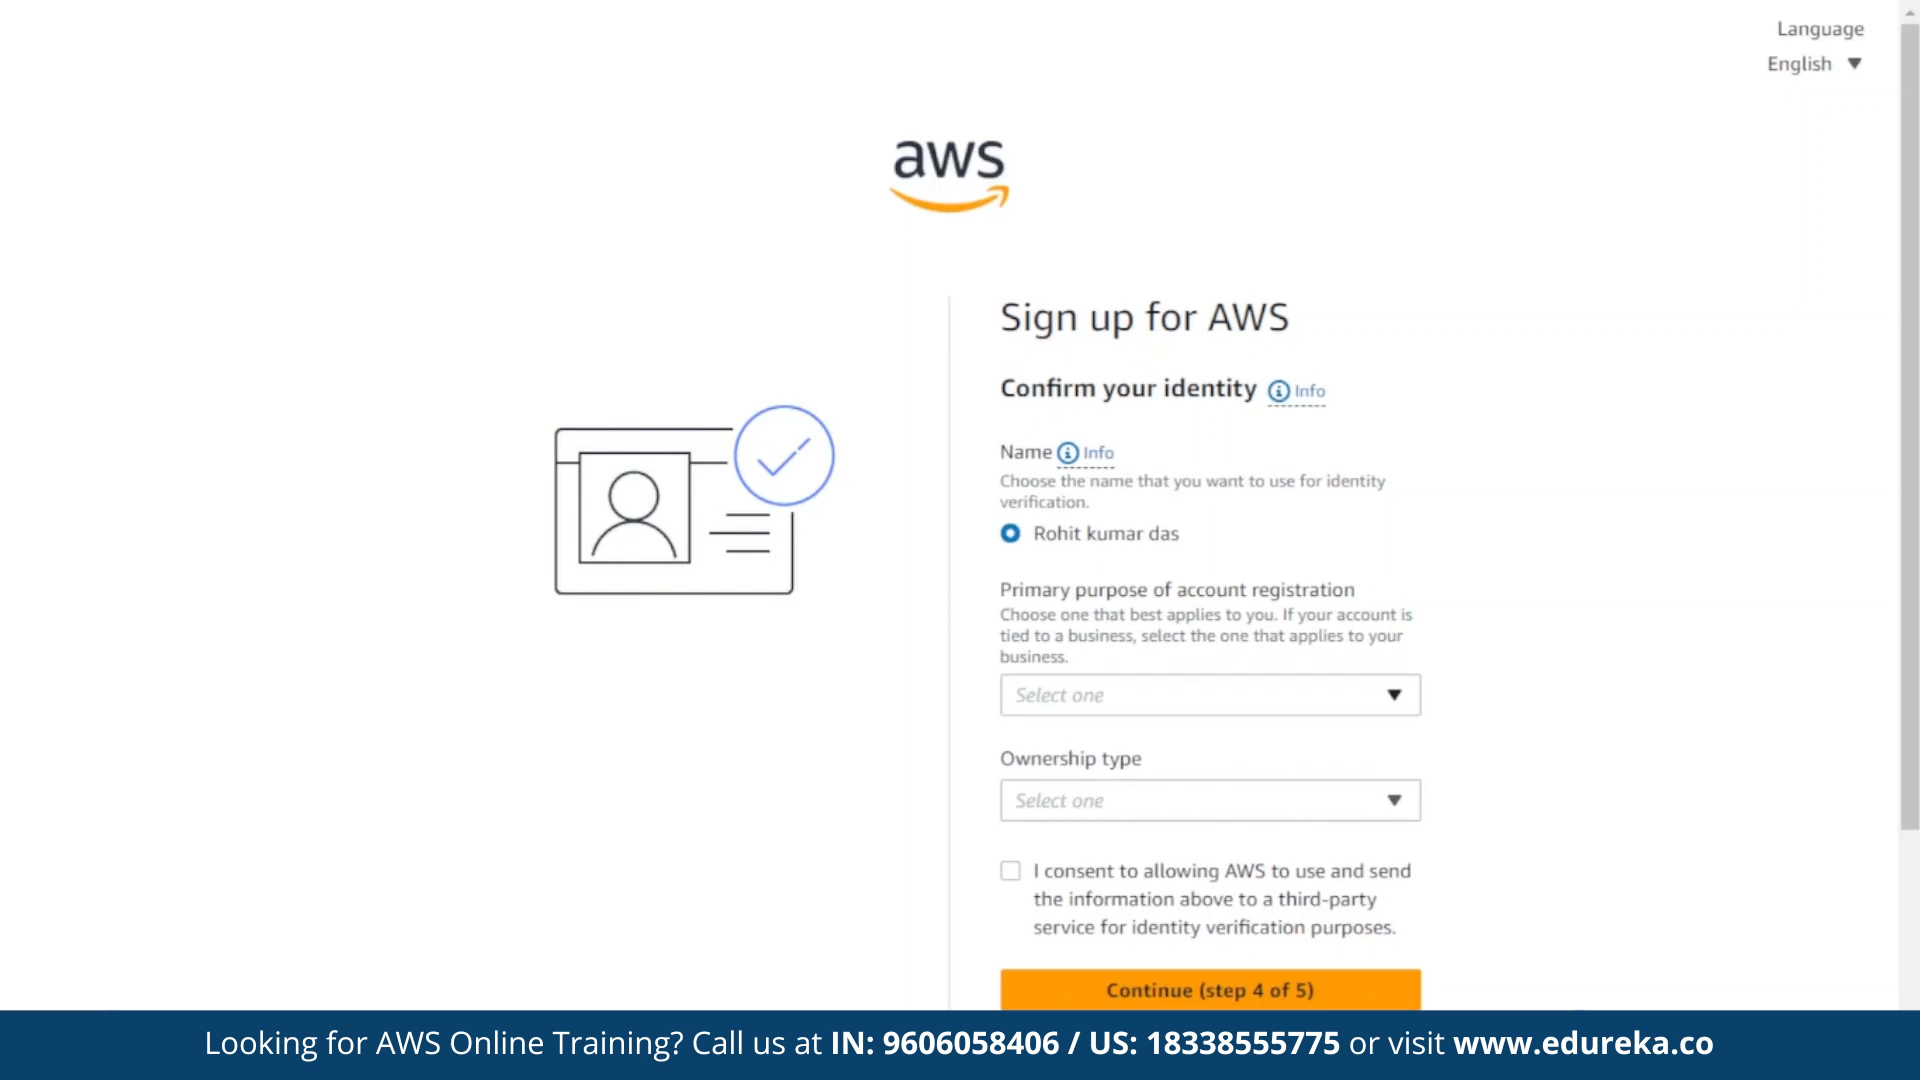 Language
English
aws
Sign up for AWS
Confirm your identity Info
Name Info
Choose the name that you want to use for identity
verification.
Rohit kumar das
Primary purpose of account registration
Choose one that best applies to you. If your account is
tied to a business, select the one that applies to your
business.
Select one
Ownership type
Select one
I consent to allowing AWS to use and send
the information above to a third-party
service for identity verification purposes.
Continue (step 4 of 5)
Looking for AWS Online Training? Call us at IN: 9606058406 / US: 18338555775 or visit www.edureka.co